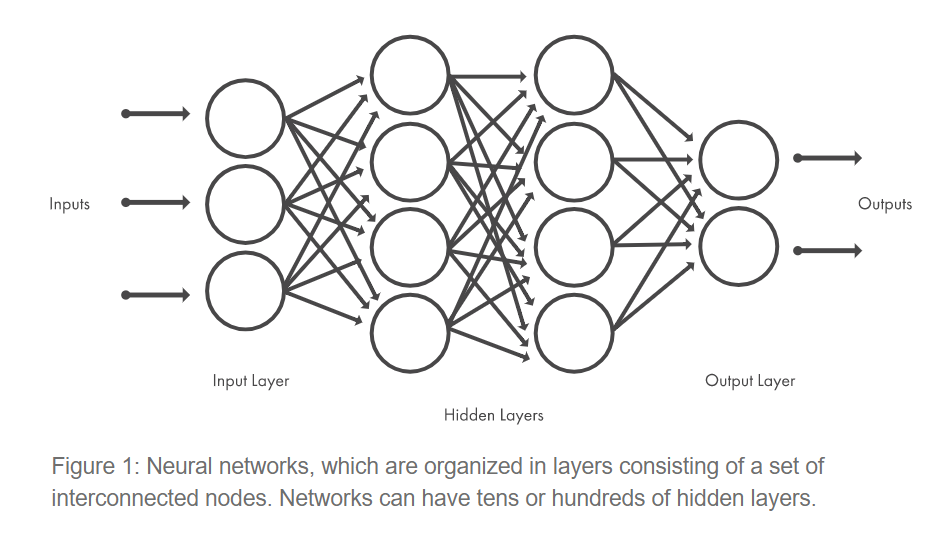 Inputs
Outputs
Input Layer
Output Layer
Hidden Layers
Figure 1: Neural networks, which are organized in layers consisting of a set of
interconnected nodes. Networks can have tens or hundreds of hidden layers.